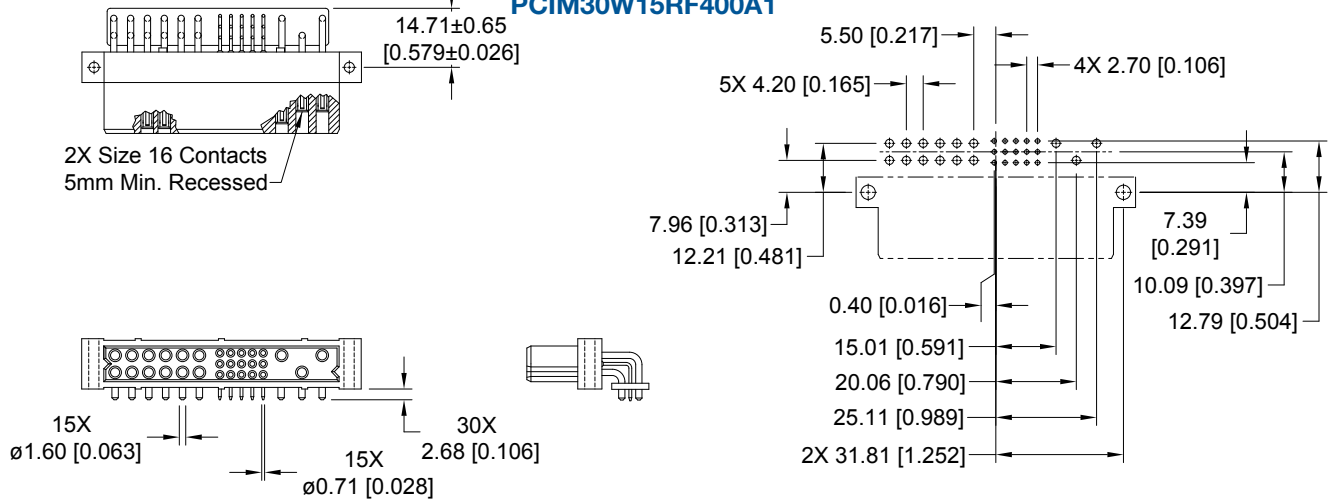 PCIM30W15RF400A1
14.71±0.65
[0.579±0.026]
2X Size 16 Contacts
5mm Min. Recessed
5.50 [0.217]
4X 2.70 [0.106]
5X 4.20 [0.165]
7.96 [0.313]
12.21 [0.481]
7.39
[0.291]
10.09 [0.397]
12.79 [0.504]
0.40 [0.016]
15.01 [0.591]
20.06 [0.790]
25.11 [0.989]
2X 31.81 [1.252]
15X
ø1.60 [0.063]
15X
ø0.71 [0.028]
30X
2.68 [0.106]